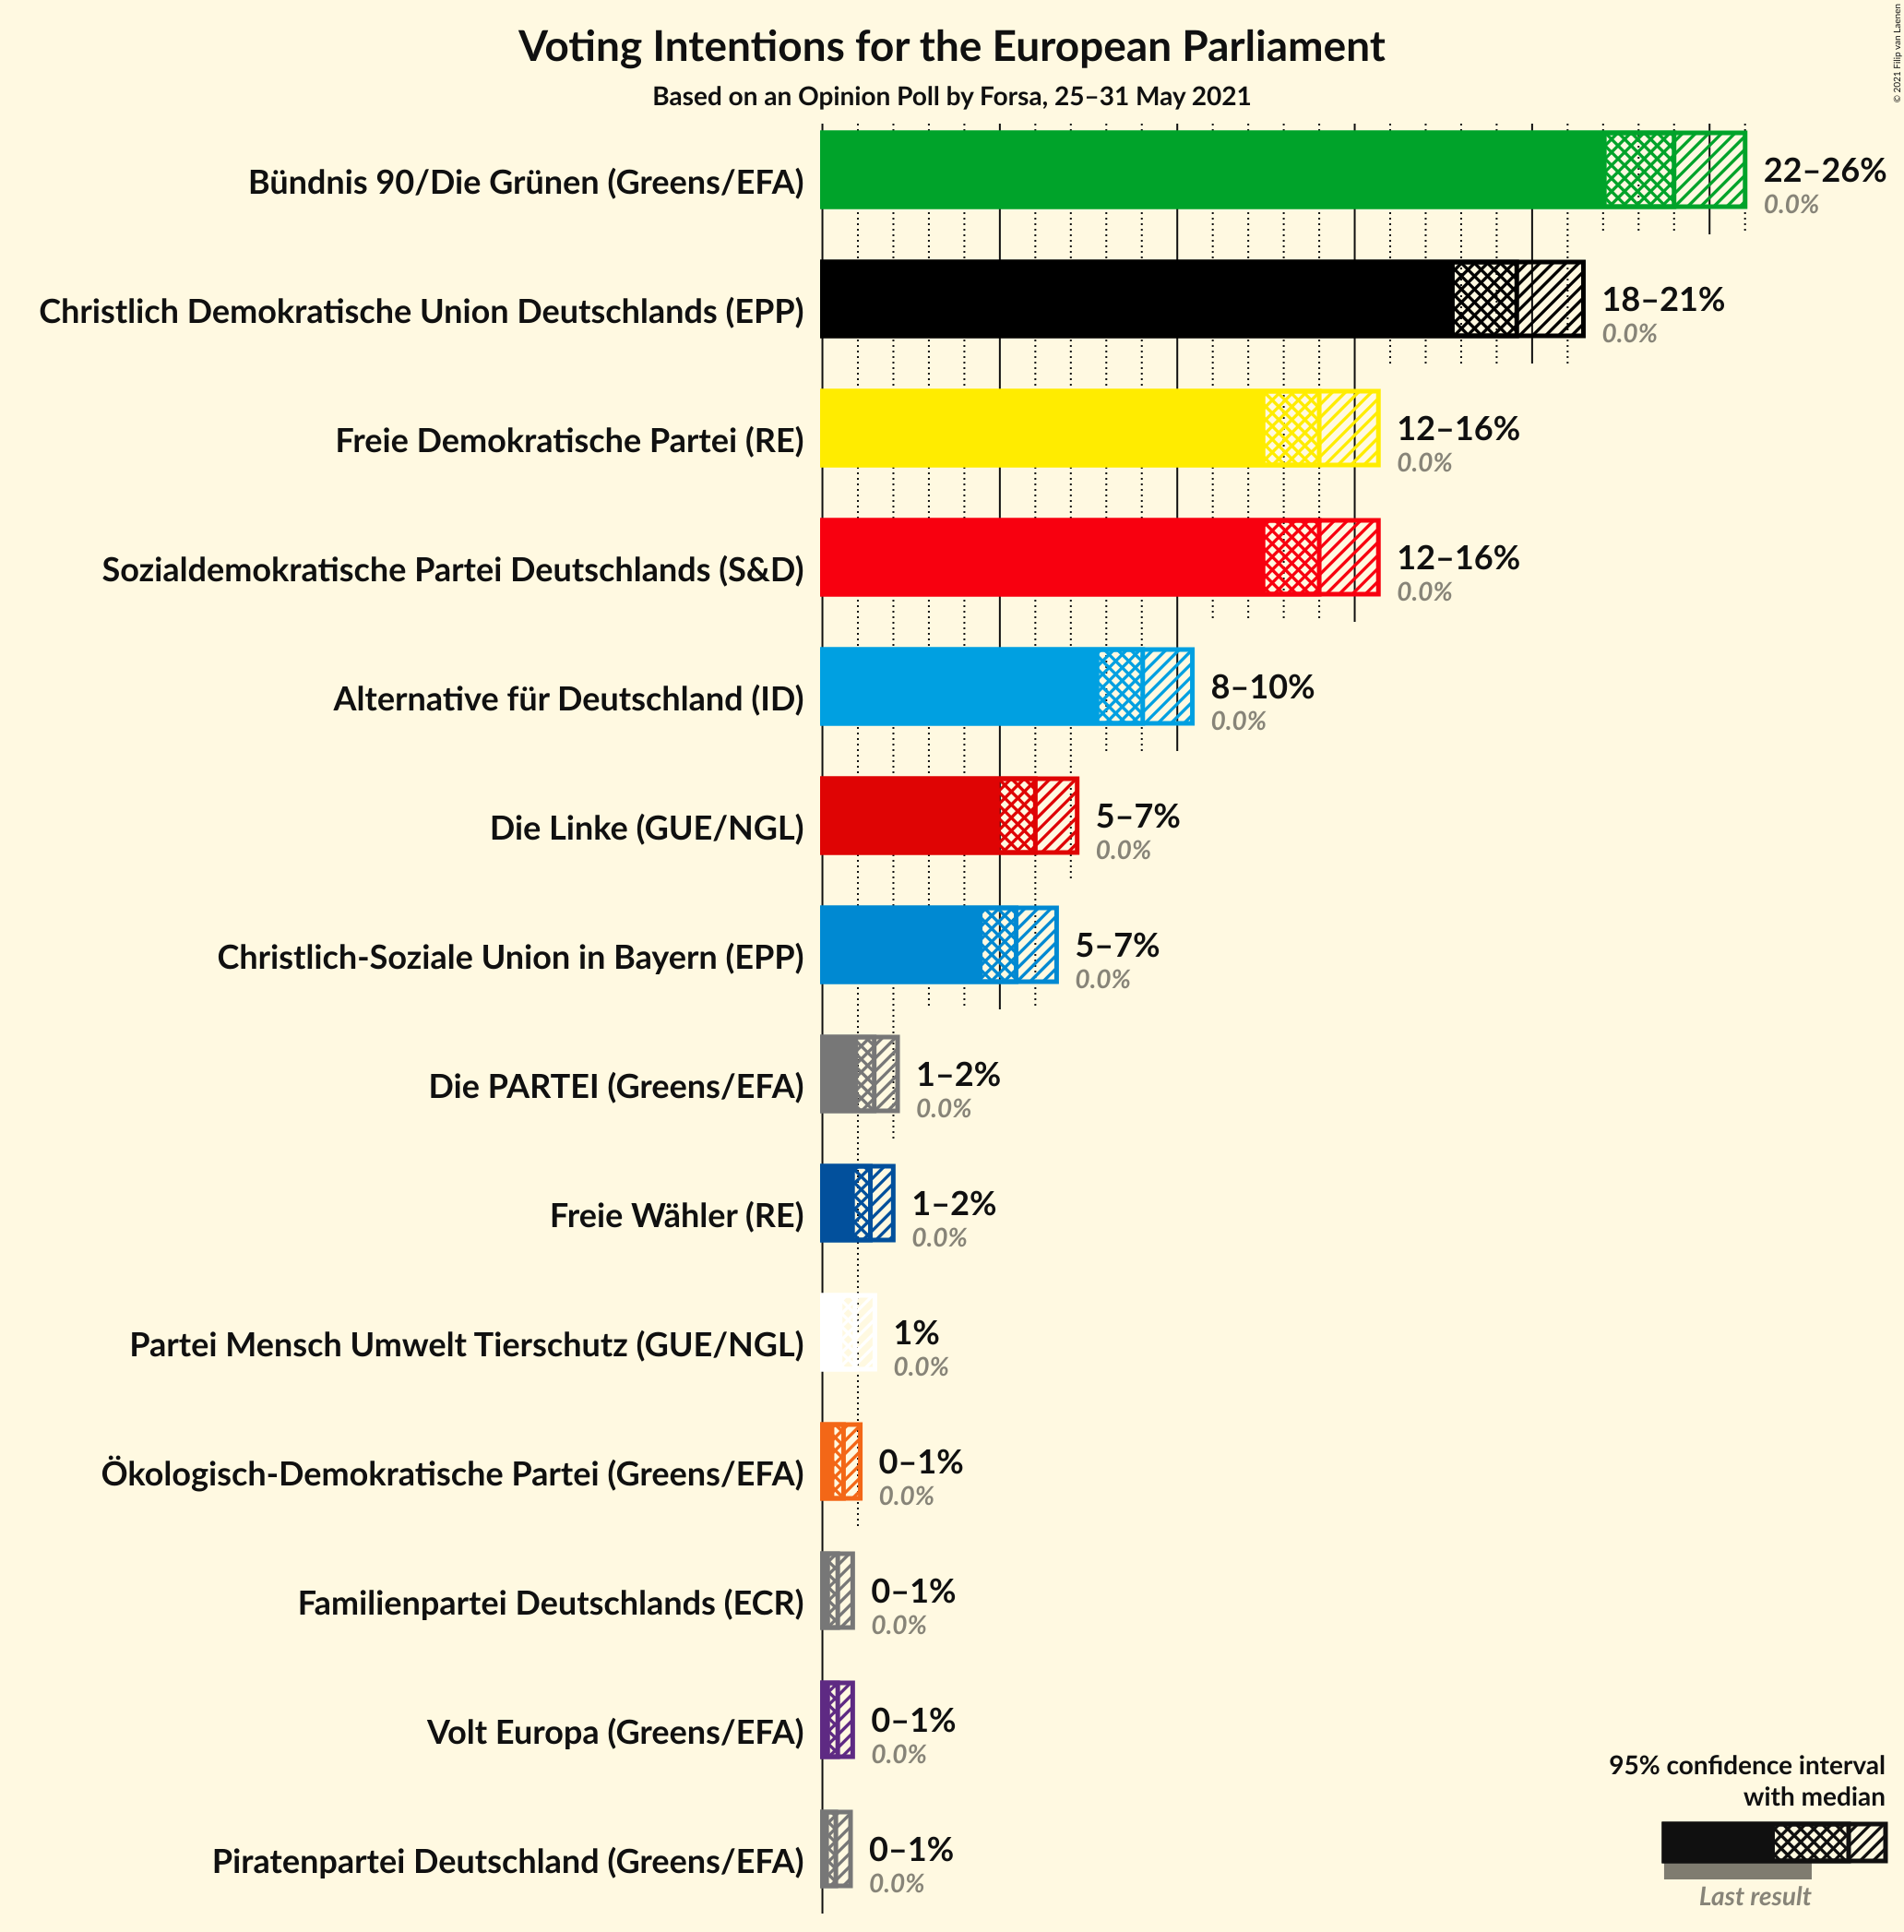 Voting Intentions for the European Parliament
Based on an Opinion Poll by Forsa, 25–31 May 2021
© 2021 Filip van Laenen
Bündnis 90/Die Grünen (Greens/EFA)
22–26%
0.0%
Christlich Demokratische Union Deutschlands (EPP)
18–21%
0.0%
Freie Demokratische Partei (RE)
12–16%
0.0%
Sozialdemokratische Partei Deutschlands (S&D)
12–16%
0.0%
Alternative für Deutschland (ID)
8–10%
0.0%
Die Linke (GUE/NGL)
5–7%
0.0%
Christlich-Soziale Union in Bayern (EPP)
5–7%
0.0%
Die PARTEI (Greens/EFA)
1–2%
0.0%
Freie Wähler (RE)
1–2%
0.0%
Partei Mensch Umwelt Tierschutz (GUE/NGL)
1%
0.0%
Ökologisch-Demokratische Partei (Greens/EFA)
0–1%
0.0%
Familienpartei Deutschlands (ECR)
0–1%
0.0%
Volt Europa (Greens/EFA)
0–1%
0.0%
Piratenpartei Deutschland (Greens/EFA)
0–1%
0.0%
95% confidence interval
with median
Last result